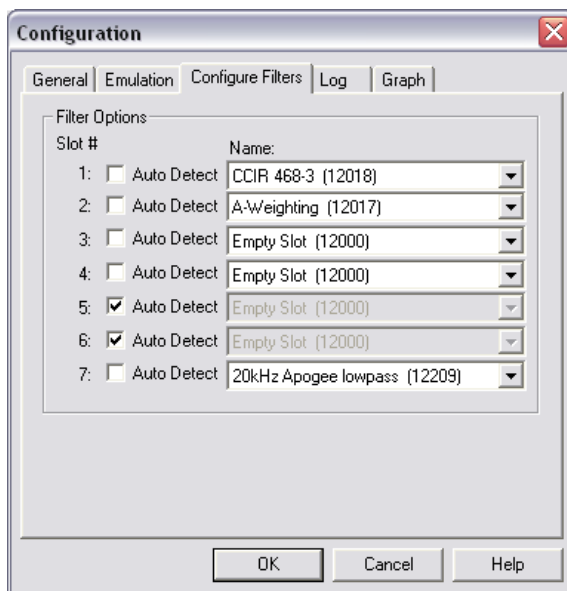 Configuration
General Emulation Configure Filters Log Graph
Filter Options
Slot # Name:
1: Auto Detect CCIR 468-3 (12018)
2: Auto Detect A-Weighting (12017)
3: Auto Detect Empty Slot (12000)
4: Auto Detect Empty Slot (12000)
5: Auto Detect Empty Slot (12000)
6: Auto Detect Empty Slot (12000)
7: Auto Detect 20kHz Apogee lowpass (12209)
OK Cancel Help